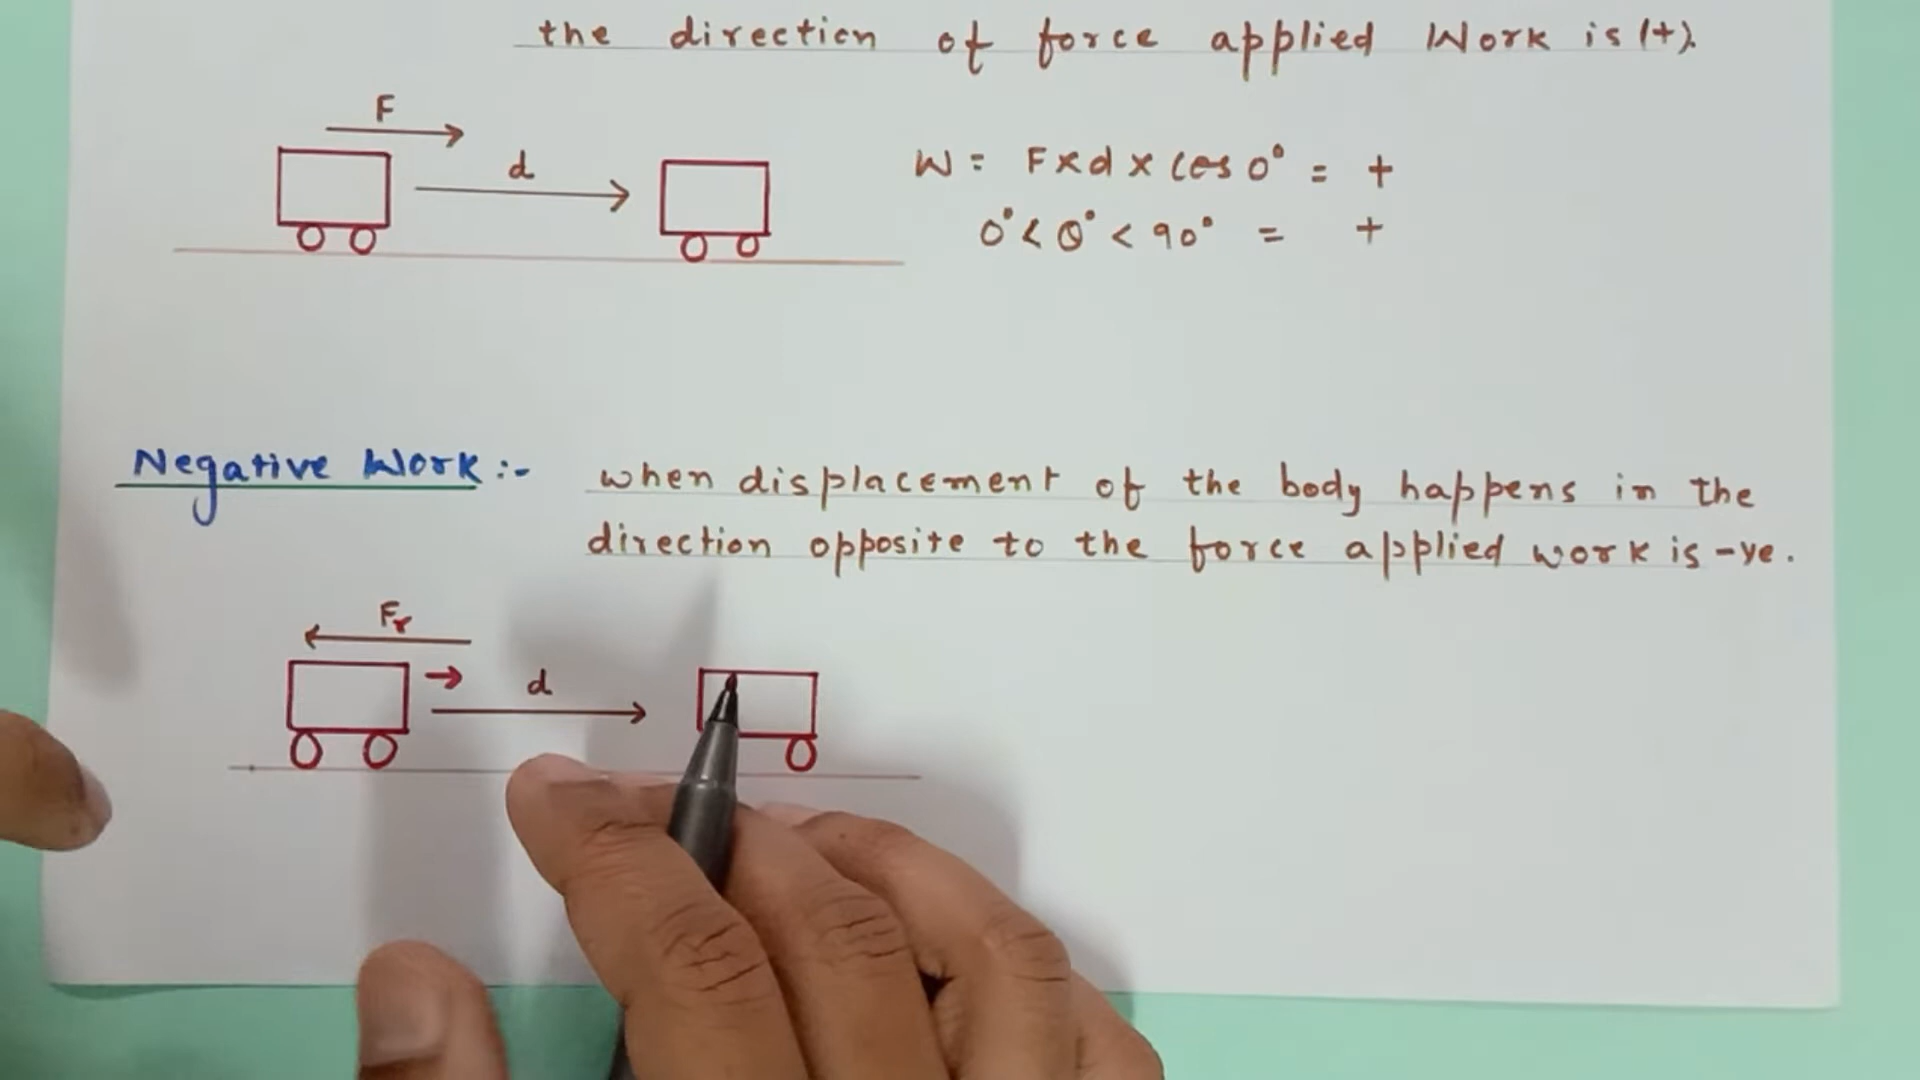 the direction of force applied Work is (+).
F
d
W = F x d x cos 0° = +
0° < θ° < 90° = +
Negative Work :- when displacement of the body happens in the
direction opposite to the force applied work is -ve.
Fr
d